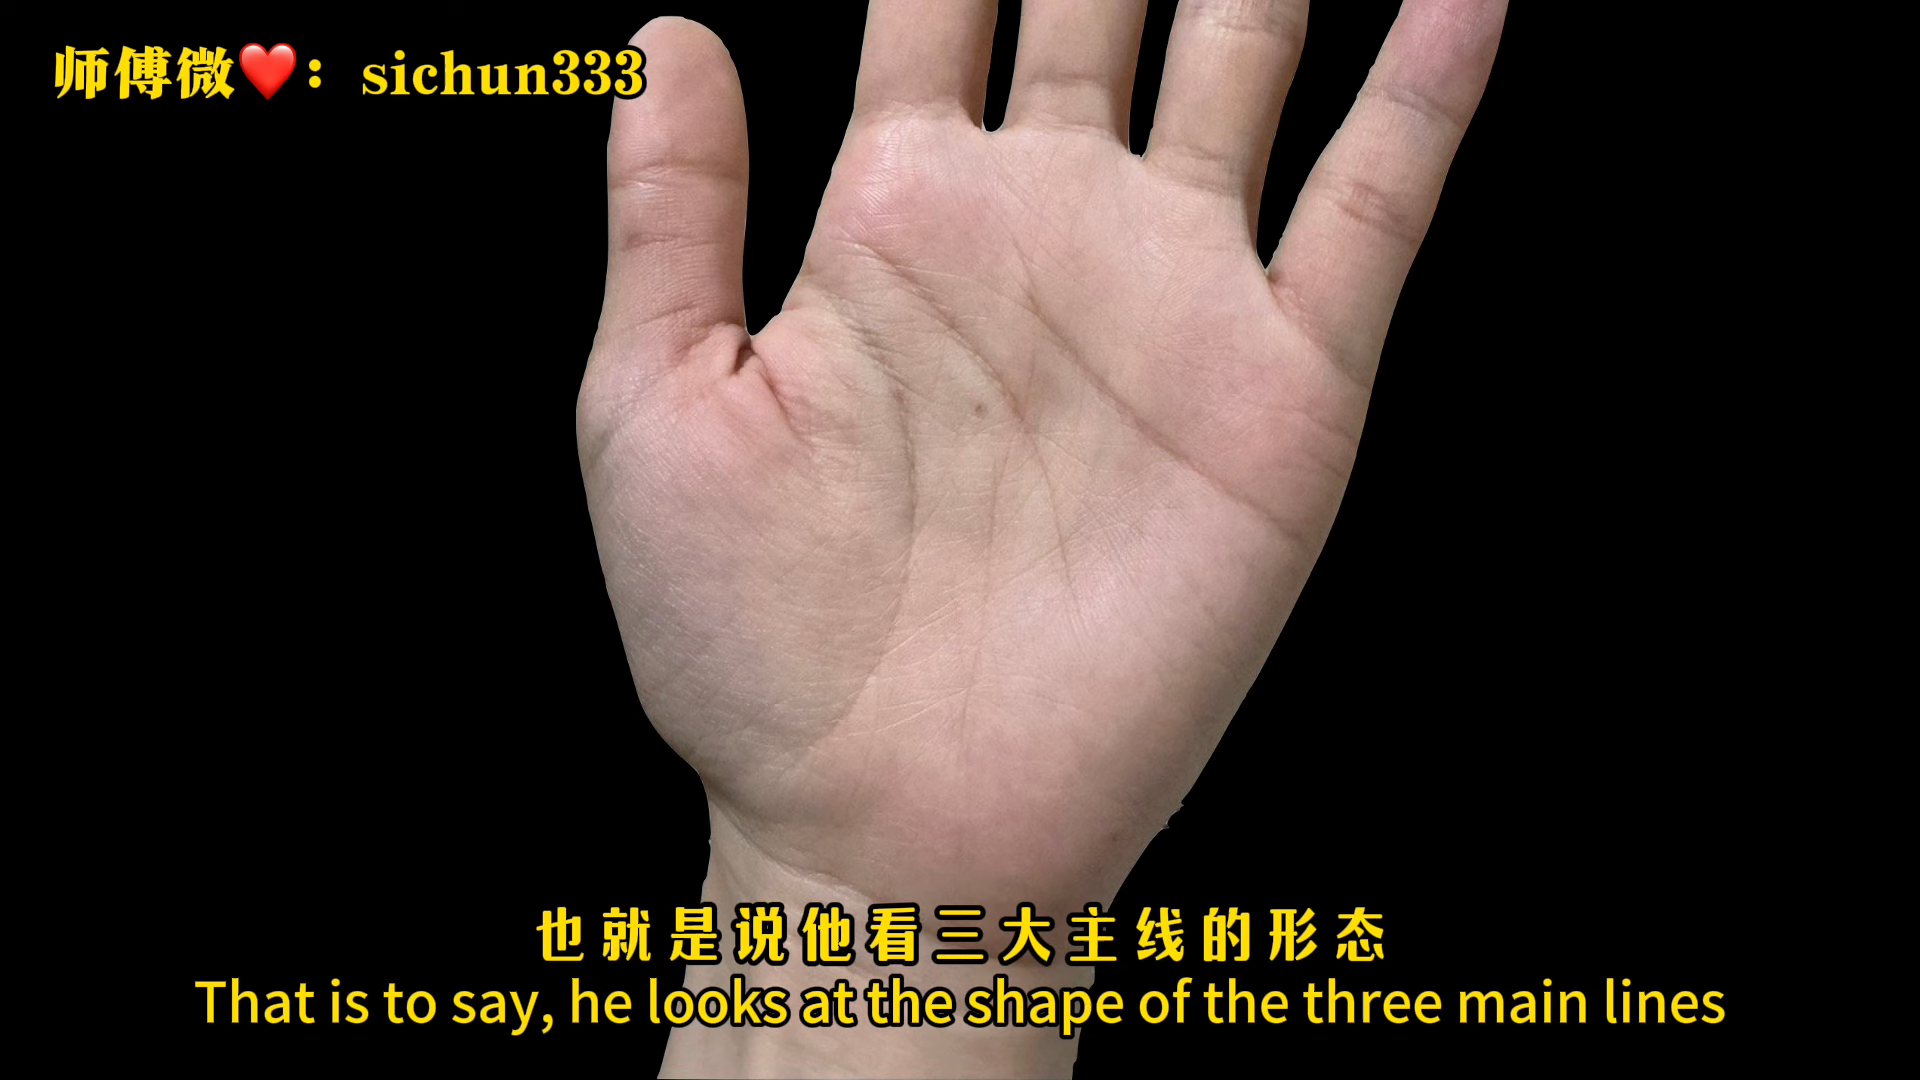 师傅微❤️：sichun333
也就是说他看三大主线的形态
That is to say, he looks at the shape of the three main lines